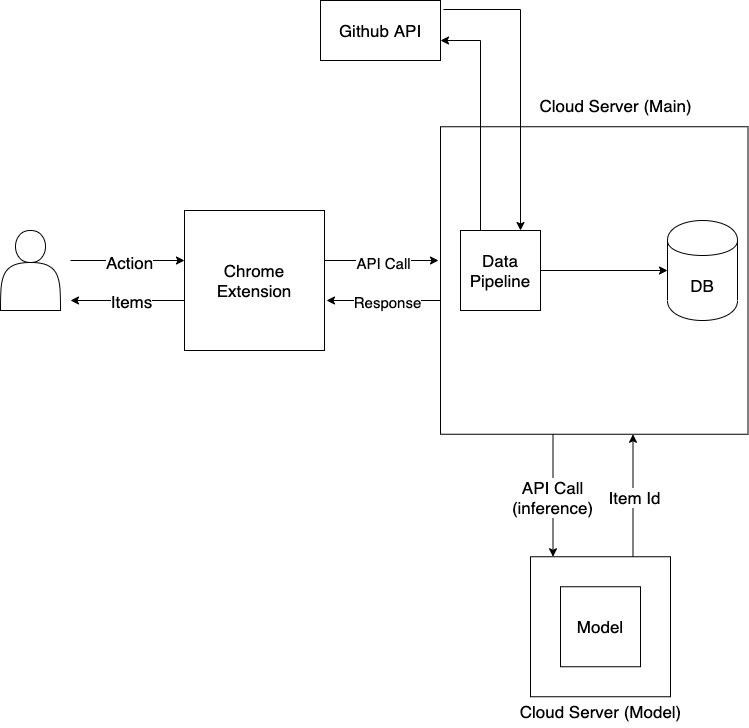 Github API
Cloud Server (Main)
Action
Items
Chrome
Extension
API Call
Response
Data
Pipeline
DB
API Call
(inference)
Item Id
Model
Cloud Server (Model)